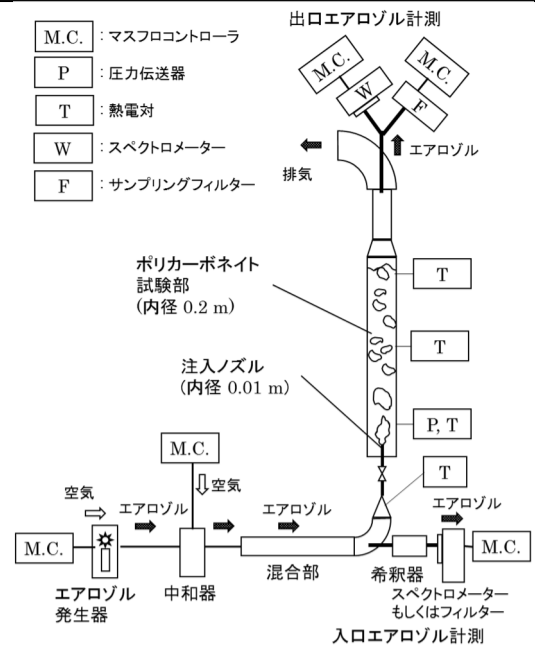 出口エアロゾル計測
M.C. : マスフロコントローラ
P : 圧力伝送器
T : 熱電対
W : スペクトロメーター
F : サンプリングフィルター
M.C.
M.C.
W
F
エアロゾル
排気
ポリカーボネイト
試験部
(内径 0.2 m)
T
T
注入ノズル
(内径 0.01 m)
P, T
M.C.
T
空気
空気
エアロゾル
エアロゾル
エアロゾル
M.C.
M.C.
エアロゾル
発生器
中和器
混合部
希釈器
スペクトロメーター
もしくはフィルター
入口エアロゾル計測